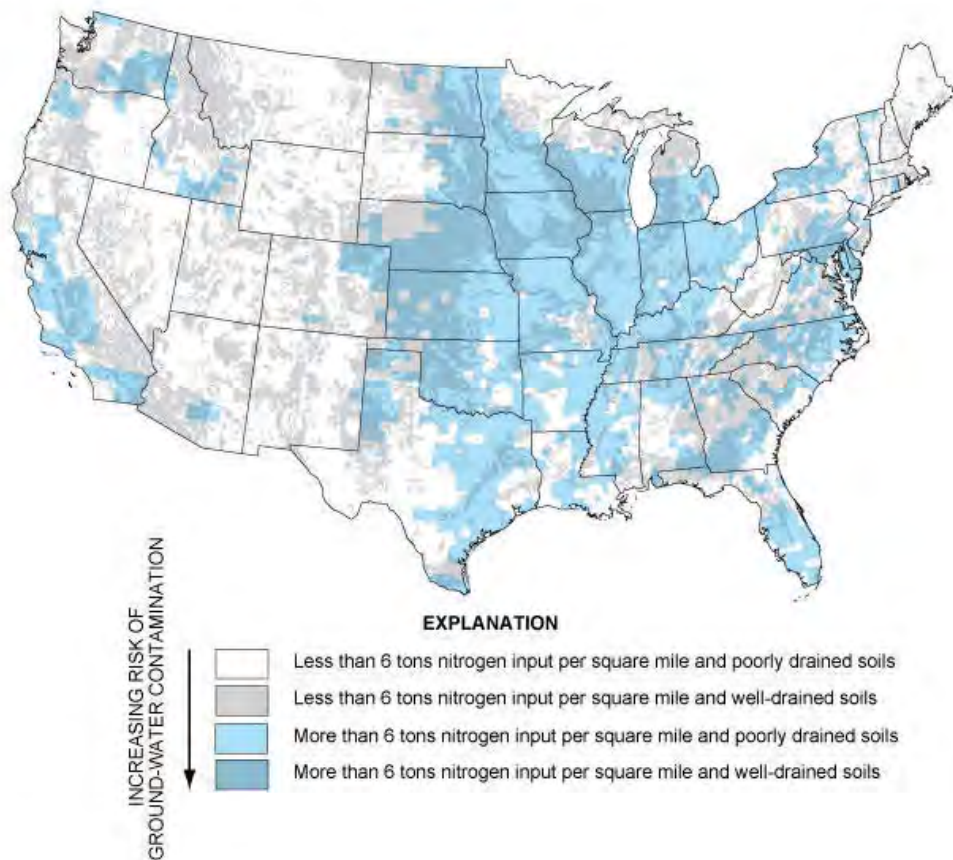 EXPLANATION
INCREASING RISK OF
GROUND-WATER CONTAMINATION
Less than 6 tons nitrogen input per square mile and poorly drained soils
Less than 6 tons nitrogen input per square mile and well-drained soils
More than 6 tons nitrogen input per square mile and poorly drained soils
More than 6 tons nitrogen input per square mile and well-drained soils